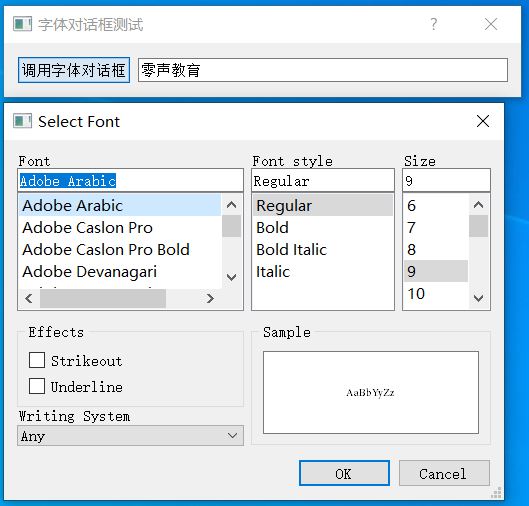 字体对话框测试
调用字体对话框 零声教育
Select Font
Font Font style Size
Adobe Arabic Regular 9
Adobe Arabic Regular 6
Adobe Caslon Pro Bold 7
Adobe Caslon Pro Bold Bold Italic 8
Adobe Devanagari Italic 9
10
Effects Sample
Strikeout
Underline
AaBbYyZz
Writing System
Any
OK Cancel